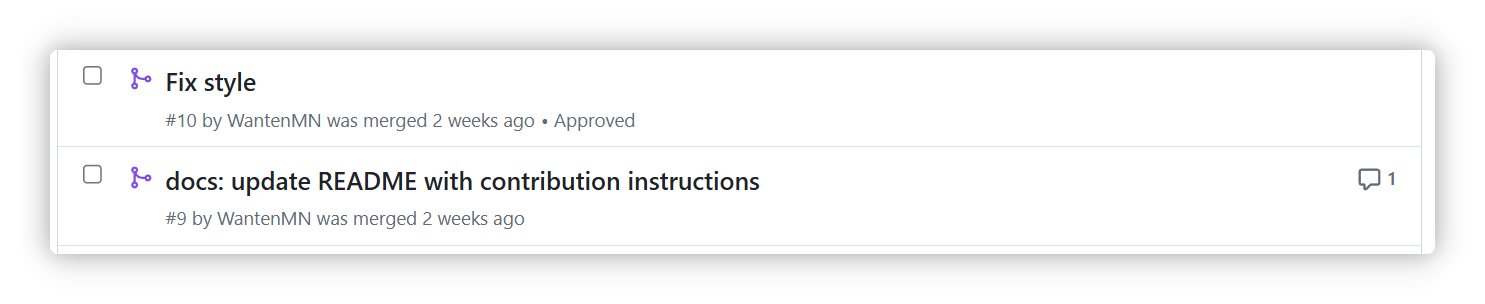 Fix style
#10 by WantenMN was merged 2 weeks ago • Approved
docs: update README with contribution instructions
1
#9 by WantenMN was merged 2 weeks ago